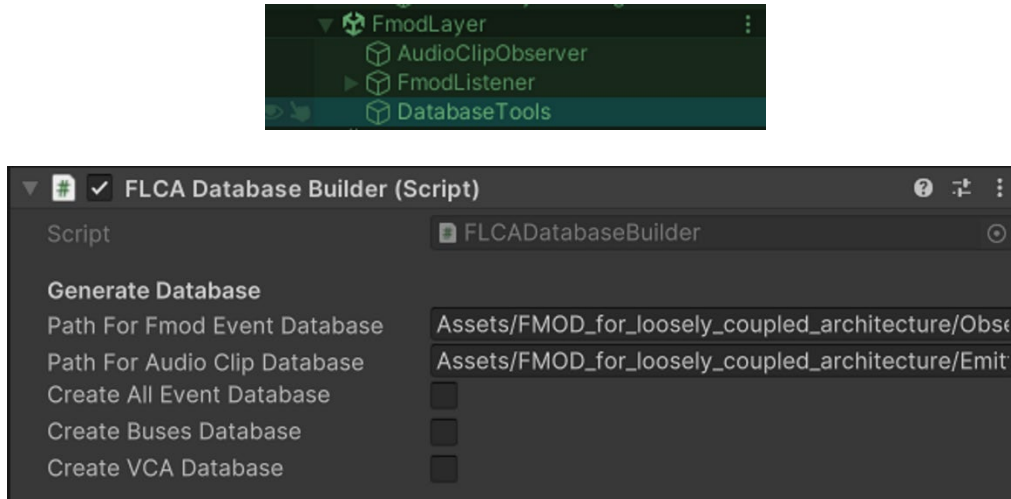 FmodLayer
AudioClipObserver
FmodListener
DatabaseTools
# FLCA Database Builder (Script)
Script # FLCADatabaseBuilder
Generate Database
Path For Fmod Event Database Assets/FMOD_for_loosely_coupled_architecture/Obse
Path For Audio Clip Database Assets/FMOD_for_loosely_coupled_architecture/Emit
Create All Event Database
Create Buses Database
Create VCA Database